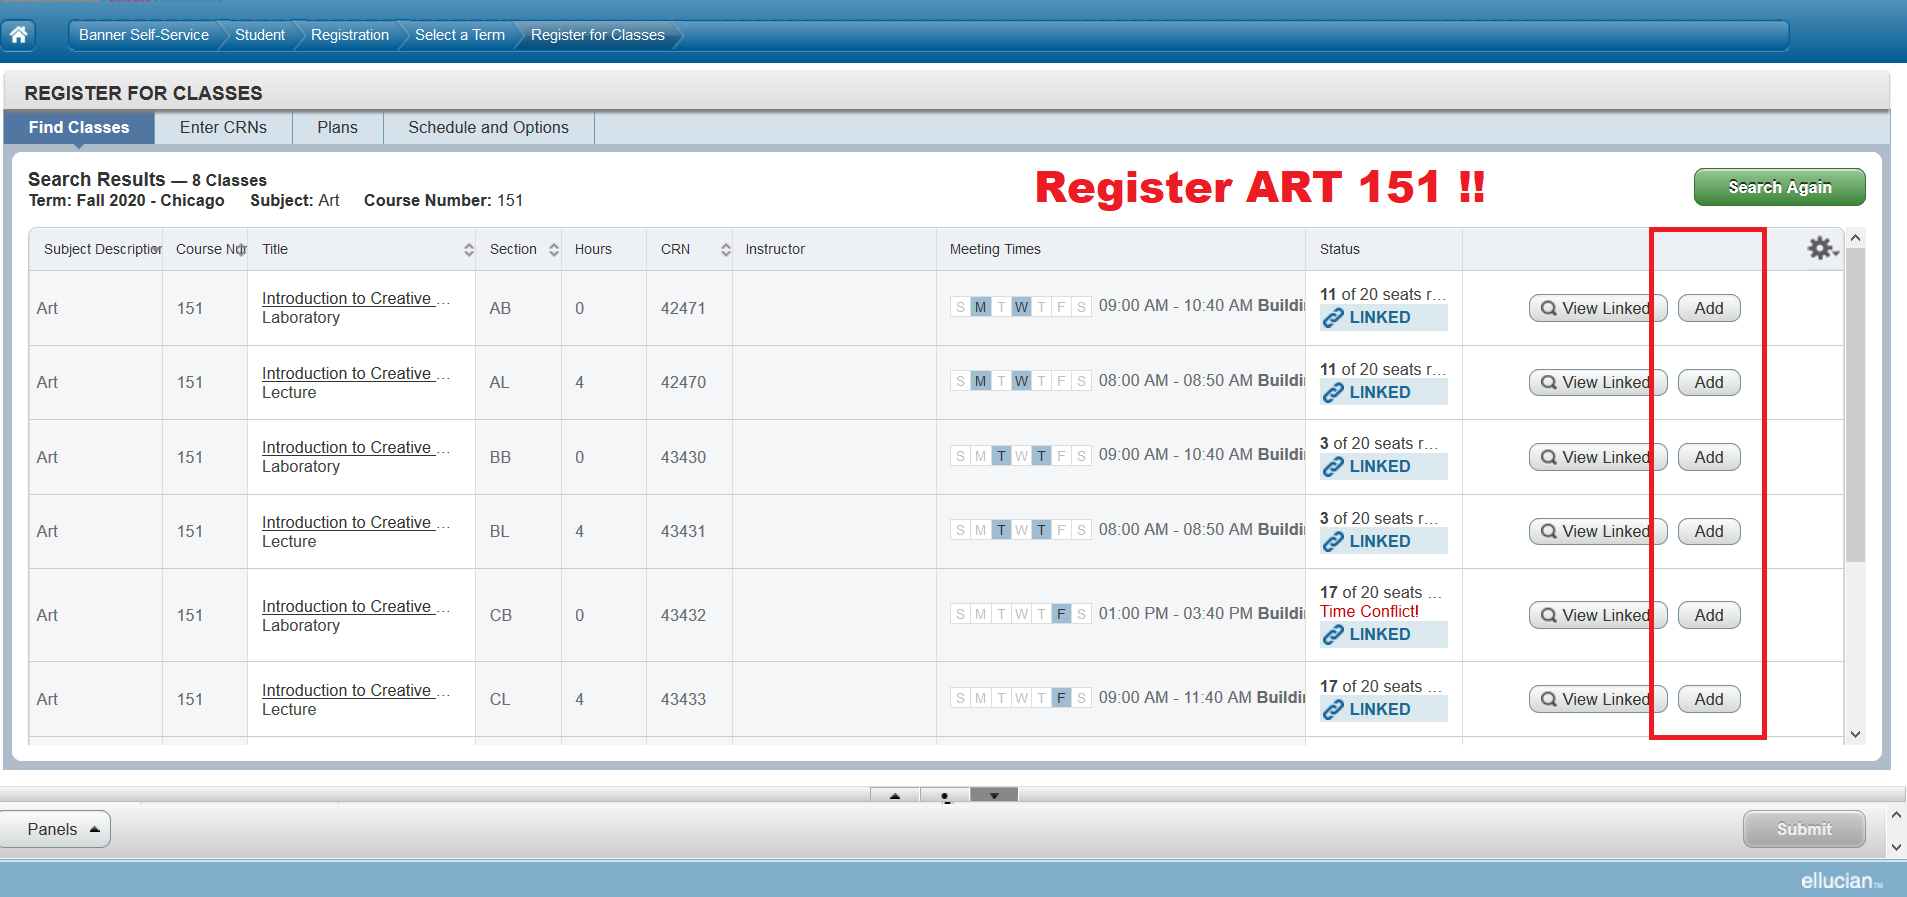 Banner Self-Service Student Registration Select a Term Register for Classes
REGISTER FOR CLASSES
Find Classes Enter CRNs Plans Schedule and Options
Search Results — 8 Classes
Term: Fall 2020 - Chicago Subject: Art Course Number: 151
Register ART 151 !!
Search Again
Subject Description Course Nur Title Section Hours CRN Instructor Meeting Times Status
Art 151 Introduction to Creative ... AB 0 42471 S M T W T F S 09:00 AM - 10:40 AM Buildin 11 of 20 seats r... View Linked Add
Laboratory LINKED
Art 151 Introduction to Creative ... AL 4 42470 S M T W T F S 08:00 AM - 08:50 AM Buildin 11 of 20 seats r... View Linked Add
Lecture LINKED
Art 151 Introduction to Creative ... BB 0 43430 S M T W T F S 09:00 AM - 10:40 AM Buildin 3 of 20 seats r... View Linked Add
Laboratory LINKED
Art 151 Introduction to Creative ... BL 4 43431 S M T W T F S 08:00 AM - 08:50 AM Buildin 3 of 20 seats r... View Linked Add
Lecture LINKED
Art 151 Introduction to Creative ... CB 0 43432 S M T W T F S 01:00 PM - 03:40 PM Buildin 17 of 20 seats ... View Linked Add
Laboratory Time Conflict!
LINKED
Art 151 Introduction to Creative ... CL 4 43433 S M T W T F S 09:00 AM - 11:40 AM Buildin 17 of 20 seats ... View Linked Add
Lecture LINKED
Panels Submit
ellucian™